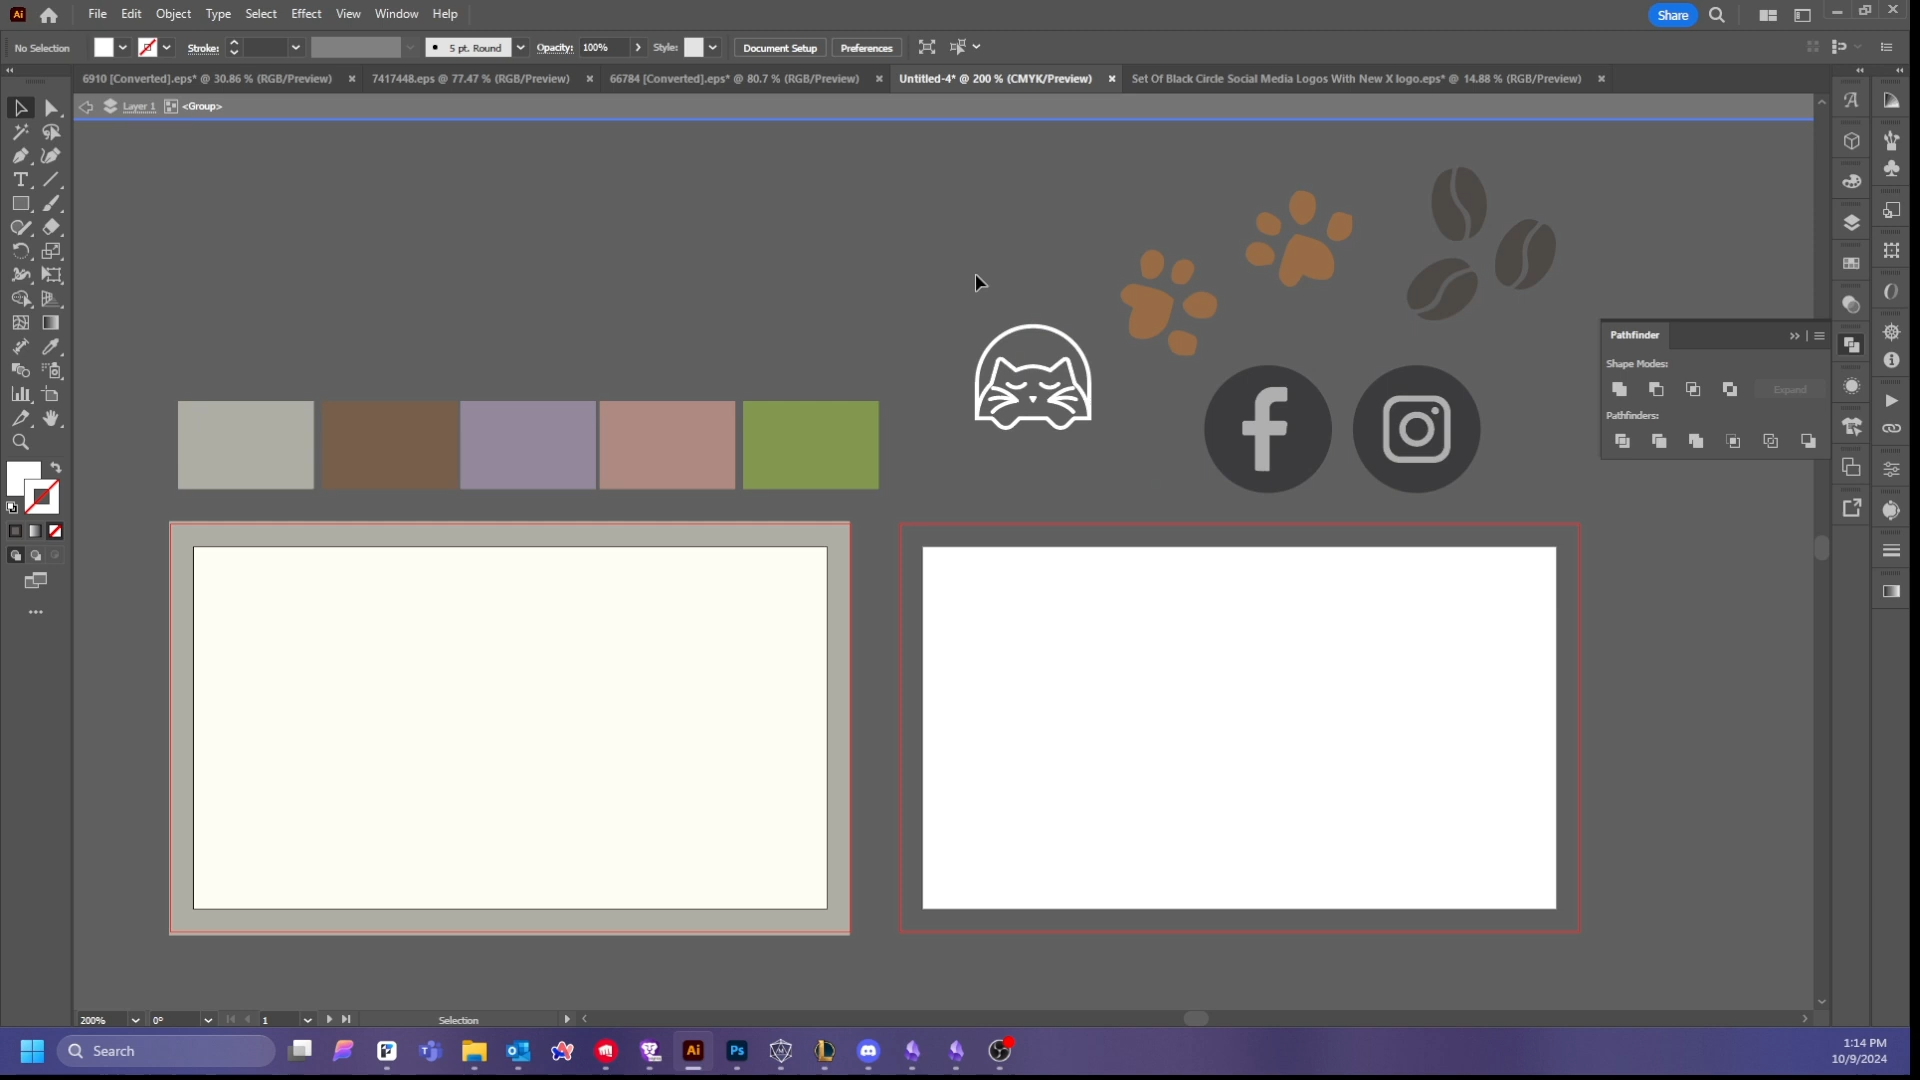 Ai File Edit Object Type Select Effect View Window Help Share
No Selection Stroke: 5 pt. Round Opacity: 100% Style: Document Setup Preferences
6910 [Converted].eps* @ 30.86 % (RGB/Preview) × 7417448.eps @ 77.47 % (RGB/Preview) × 66784 [Converted].eps* @ 80.7 % (RGB/Preview) × Untitled-4* @ 200 % (CMYK/Preview) × Set Of Black Circle Social Media Logos With New X logo.eps* @ 14.88 % (RGB/Preview) ×
Layer 1 <Group>
Pathfinder
Shape Modes:
Expand
Pathfinders:
200% 0° 1 Selection
Search
Ai Ps
1:14 PM
10/9/2024